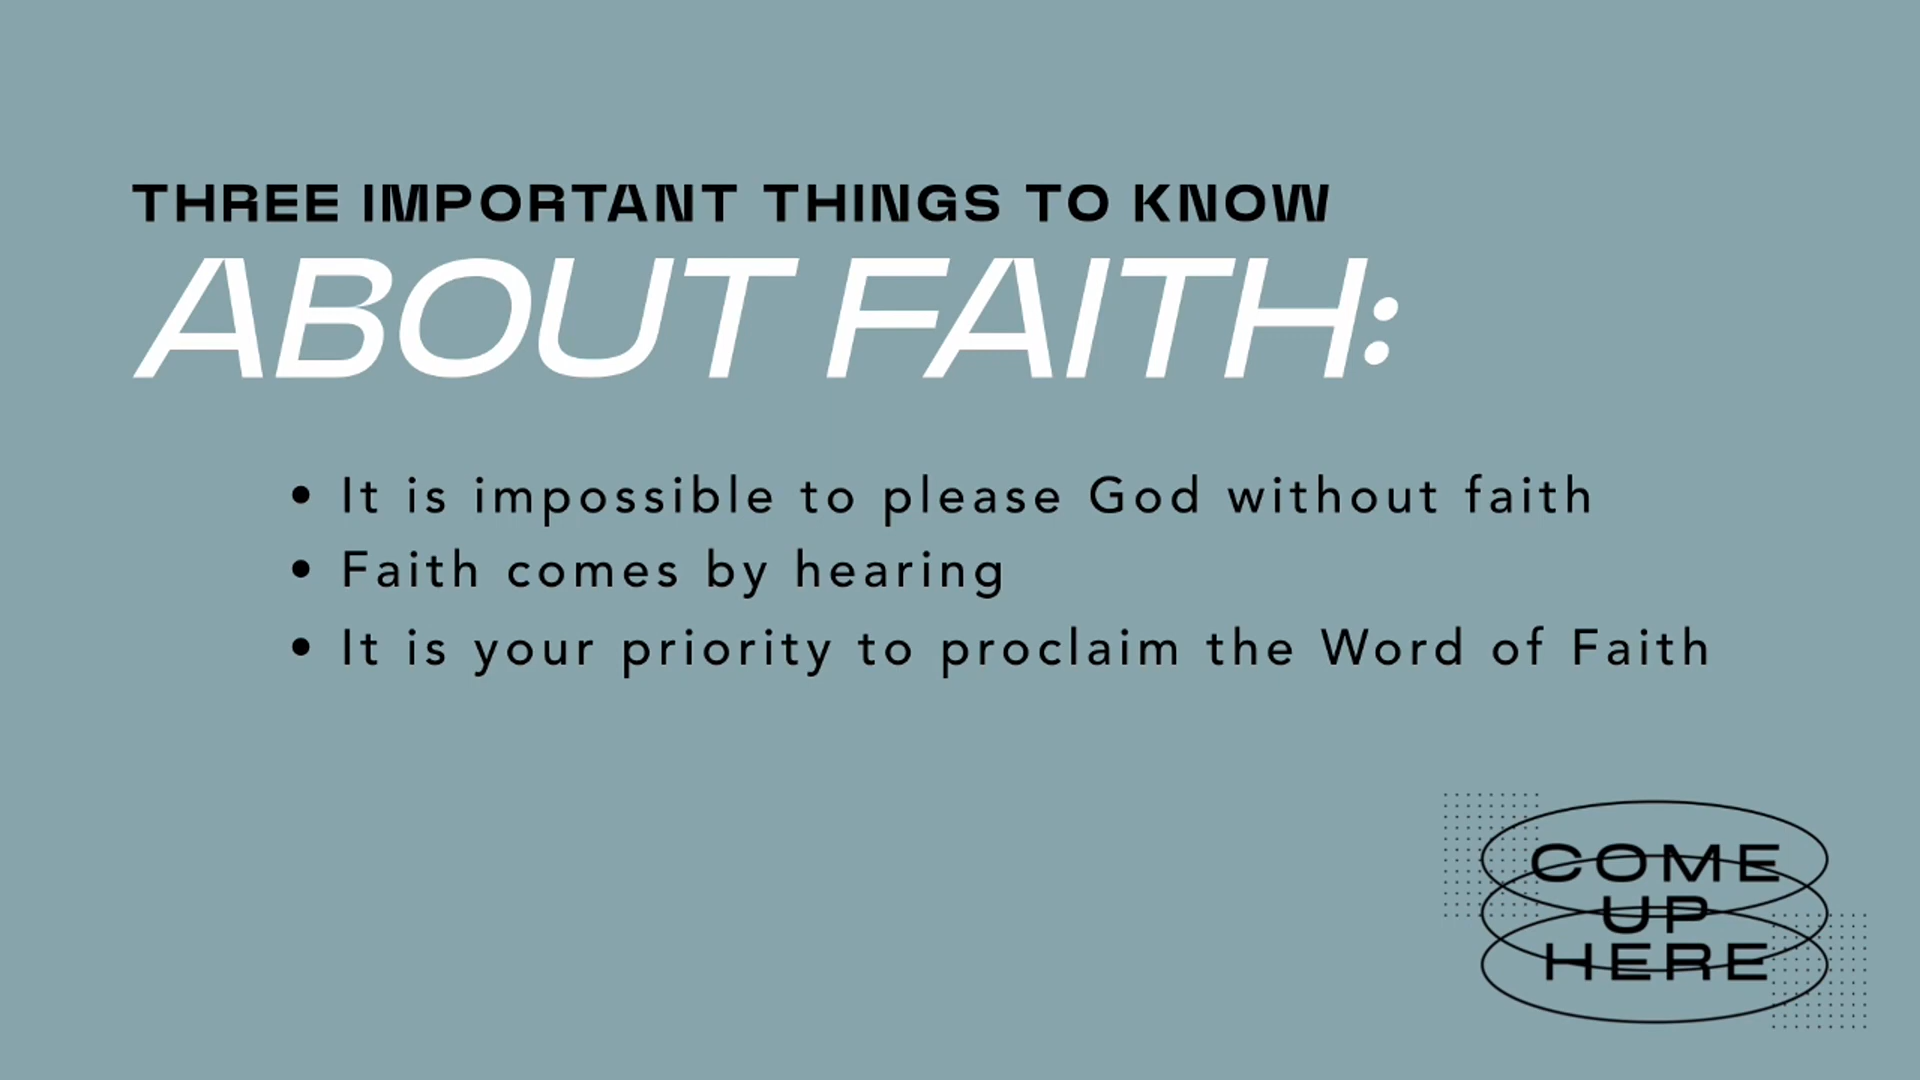 THREE IMPORTANT THINGS TO KNOW
ABOUT FAITH:
• It is impossible to please God without faith
• Faith comes by hearing
• It is your priority to proclaim the Word of Faith
COME
UP
HERE